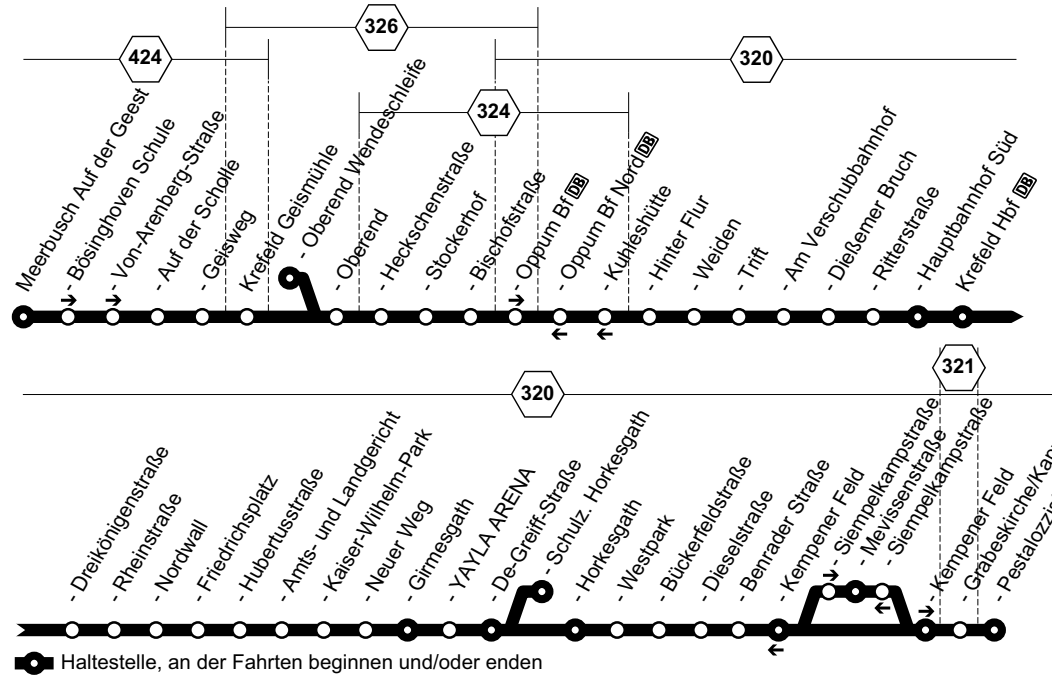 326
424
320
324
Meerbusch Auf der Geest
- Bösinghoven Schule
- Von-Arenberg-Straße
- Auf der Scholle
- Geisweg
Krefeld Geismühle
- Oberend Wendeschleife
- Oberend
- Heckschenstraße
- Stockerhof
- Bischofstraße
- Oppum Bf DB
- Oppum Bf Nord DB
- Kuhleshütte
- Hinter Flur
- Weiden
- Trift
- Am Verschubbahnhof
- Dießemer Bruch
- Ritterstraße
- Hauptbahnhof Süd
Krefeld Hbf DB
321
320
- Dreikönigenstraße
- Rheinstraße
- Nordwall
- Friedrichsplatz
- Hubertusstraße
- Amts- und Landgericht
- Kaiser-Wilhelm-Park
- Neuer Weg
- Girmesgath
- YAYLA ARENA
- De-Greiff-Straße
- Schulz. Horkesgath
- Horkesgath
- Westpark
- Bückerfeldstraße
- Dieselstraße
- Benrader Straße
- Kempener Feld
- Siempelkampstraße
- Mevissenstraße
- Siempelkampstraße
- Kempener Feld
- Grabeskirche/Kap
- Pestalozzi
Haltestelle, an der Fahrten beginnen und/oder enden